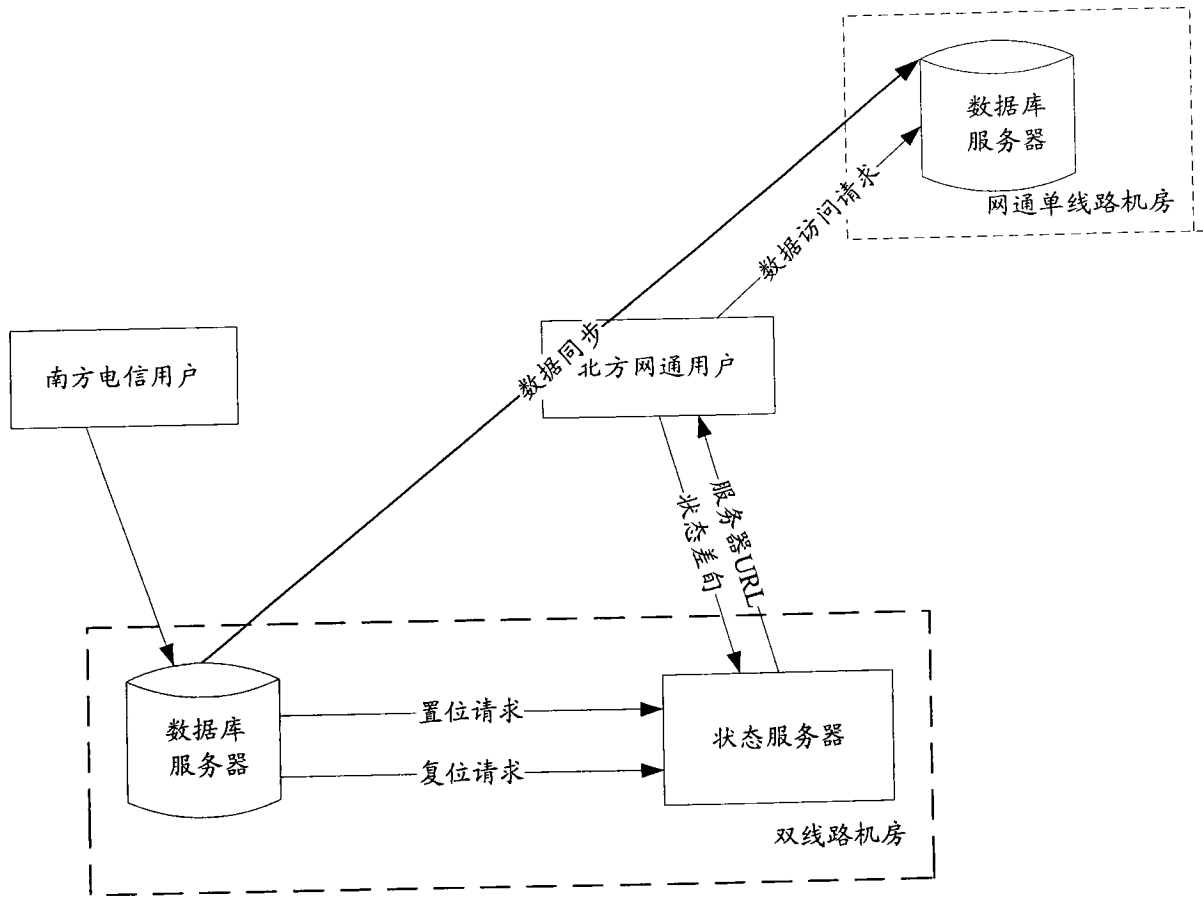 数据库
服务器
网通单线路机房
数据访问请求
南方电信用户
数据同步
北方网通用户
状态差旬
服务器URL
数据库
服务器
置位请求
复位请求
状态服务器
双线路机房